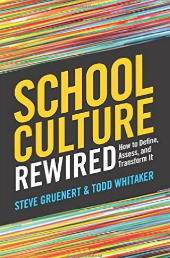 SCHOOL
CULTURE
REWIRED
How to Define,
Assess, and
Transform It
STEVE GRUENERT & TODD WHITAKER